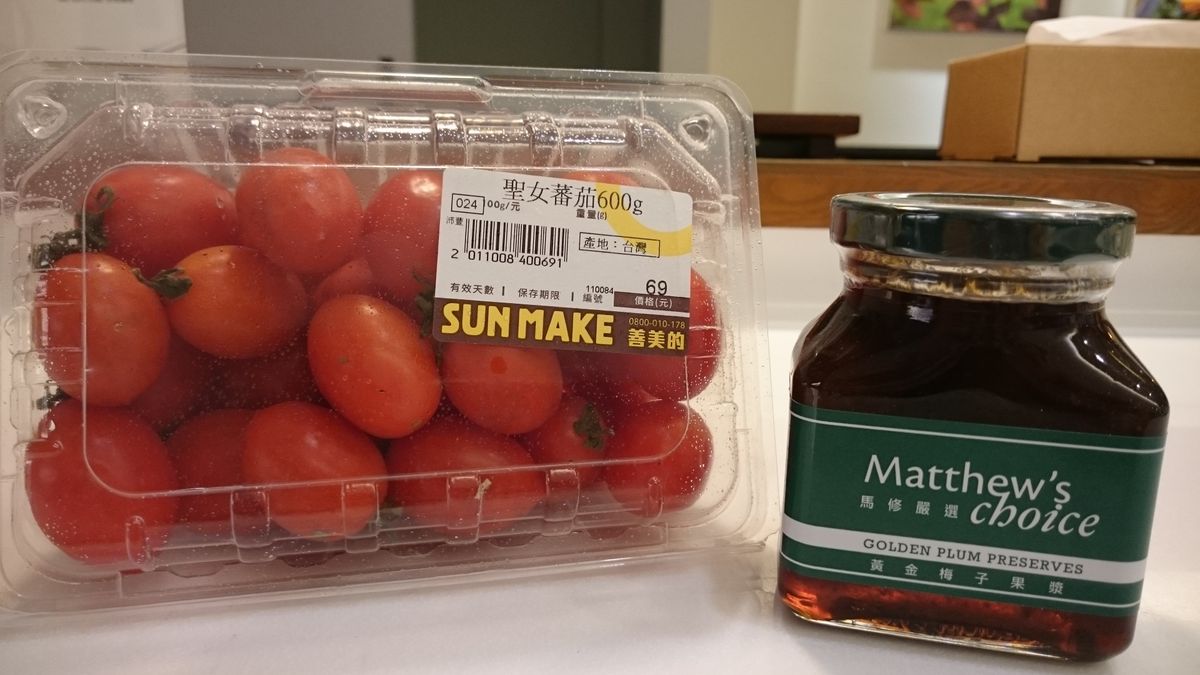 聖女蕃茄600g
024 00g/元
重量(g)
沛豐
產地：台灣
2 011008 400691
有效天數 | 保存期限 | 編號 110084
69
價格(元)
SUN MAKE
0800-010-178
善美的
Matthew's
馬修嚴選 choice
GOLDEN PLUM PRESERVES
黃金梅子果漿